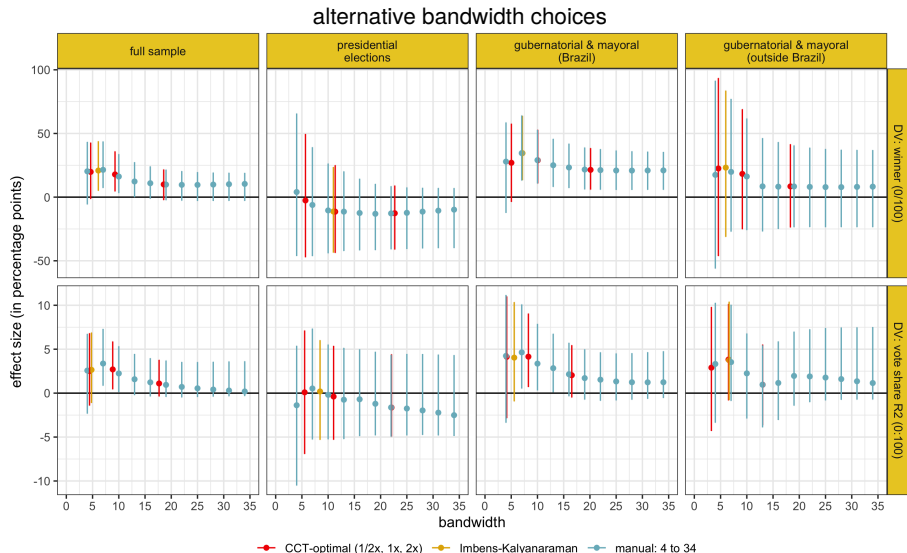 alternative bandwidth choices
full sample
presidential
elections
gubernatorial & mayoral
(Brazil)
gubernatorial & mayoral
(outside Brazil)
100
50
0
-50
DV: winner (0/100)
effect size (in percentage points)
10
5
0
-5
-10
DV: vote share R2 (0:100)
0 5 10 15 20 25 30 35
0 5 10 15 20 25 30 35
0 5 10 15 20 25 30 35
0 5 10 15 20 25 30 35
bandwidth
CCT-optimal (1/2x, 1x, 2x)
Imbens-Kalyanaraman
manual: 4 to 34